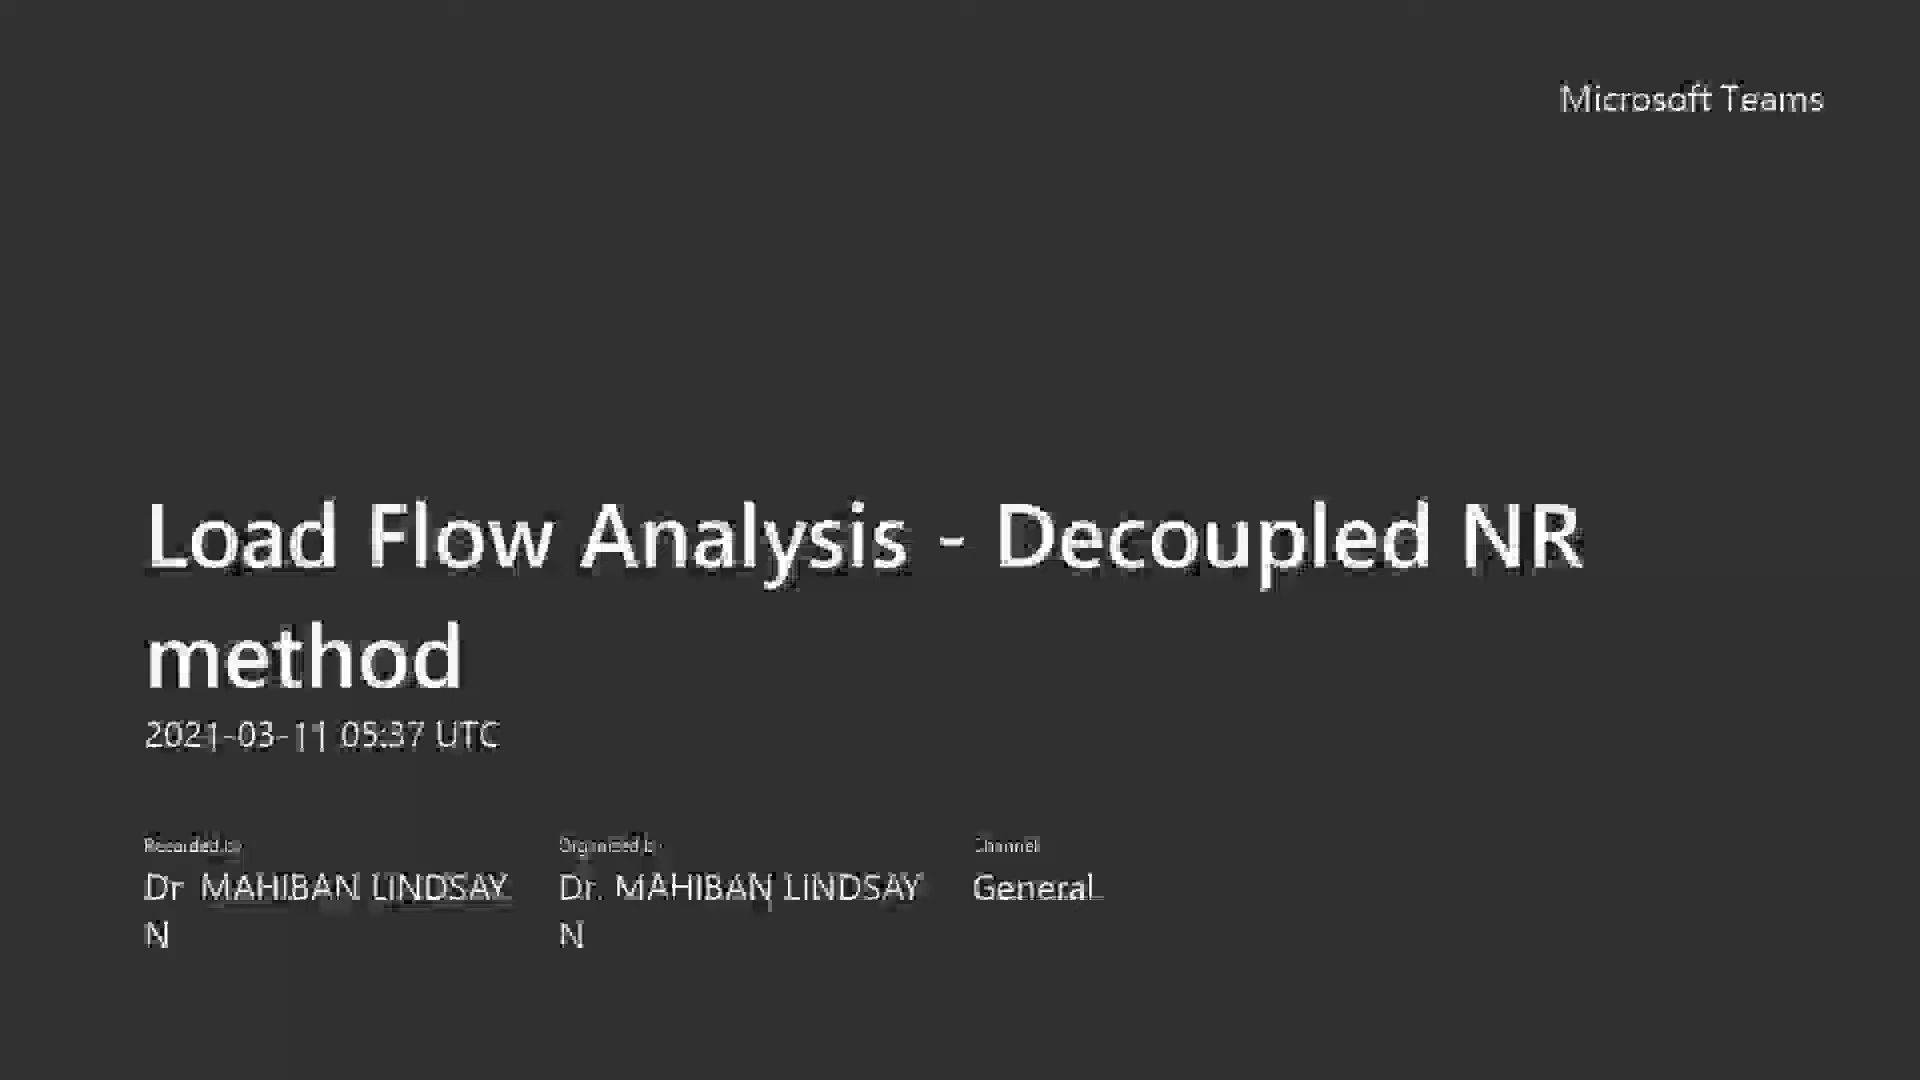 Microsoft Teams
Load Flow Analysis - Decoupled NR
method
2021-03-11 05:37 UTC
Recorded by
Organized by
Channel
Dr MAHIBAN LINDSAY
Dr. MAHIBAN LINDSAY
General
N
N